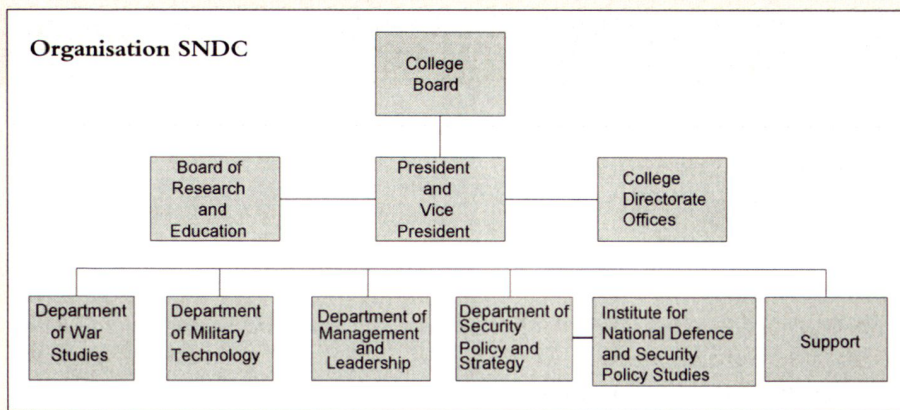 Organisation SNDC
College
Board
Board of
Research
and
Education
President
and
Vice
President
College
Directorate
Offices
Department
of War
Studies
Department
of Military
Technology
Department of
Management
and
Leadership
Department of
Security
Policy and
Strategy
Institute for
National Defence
and Security
Policy Studies
Support